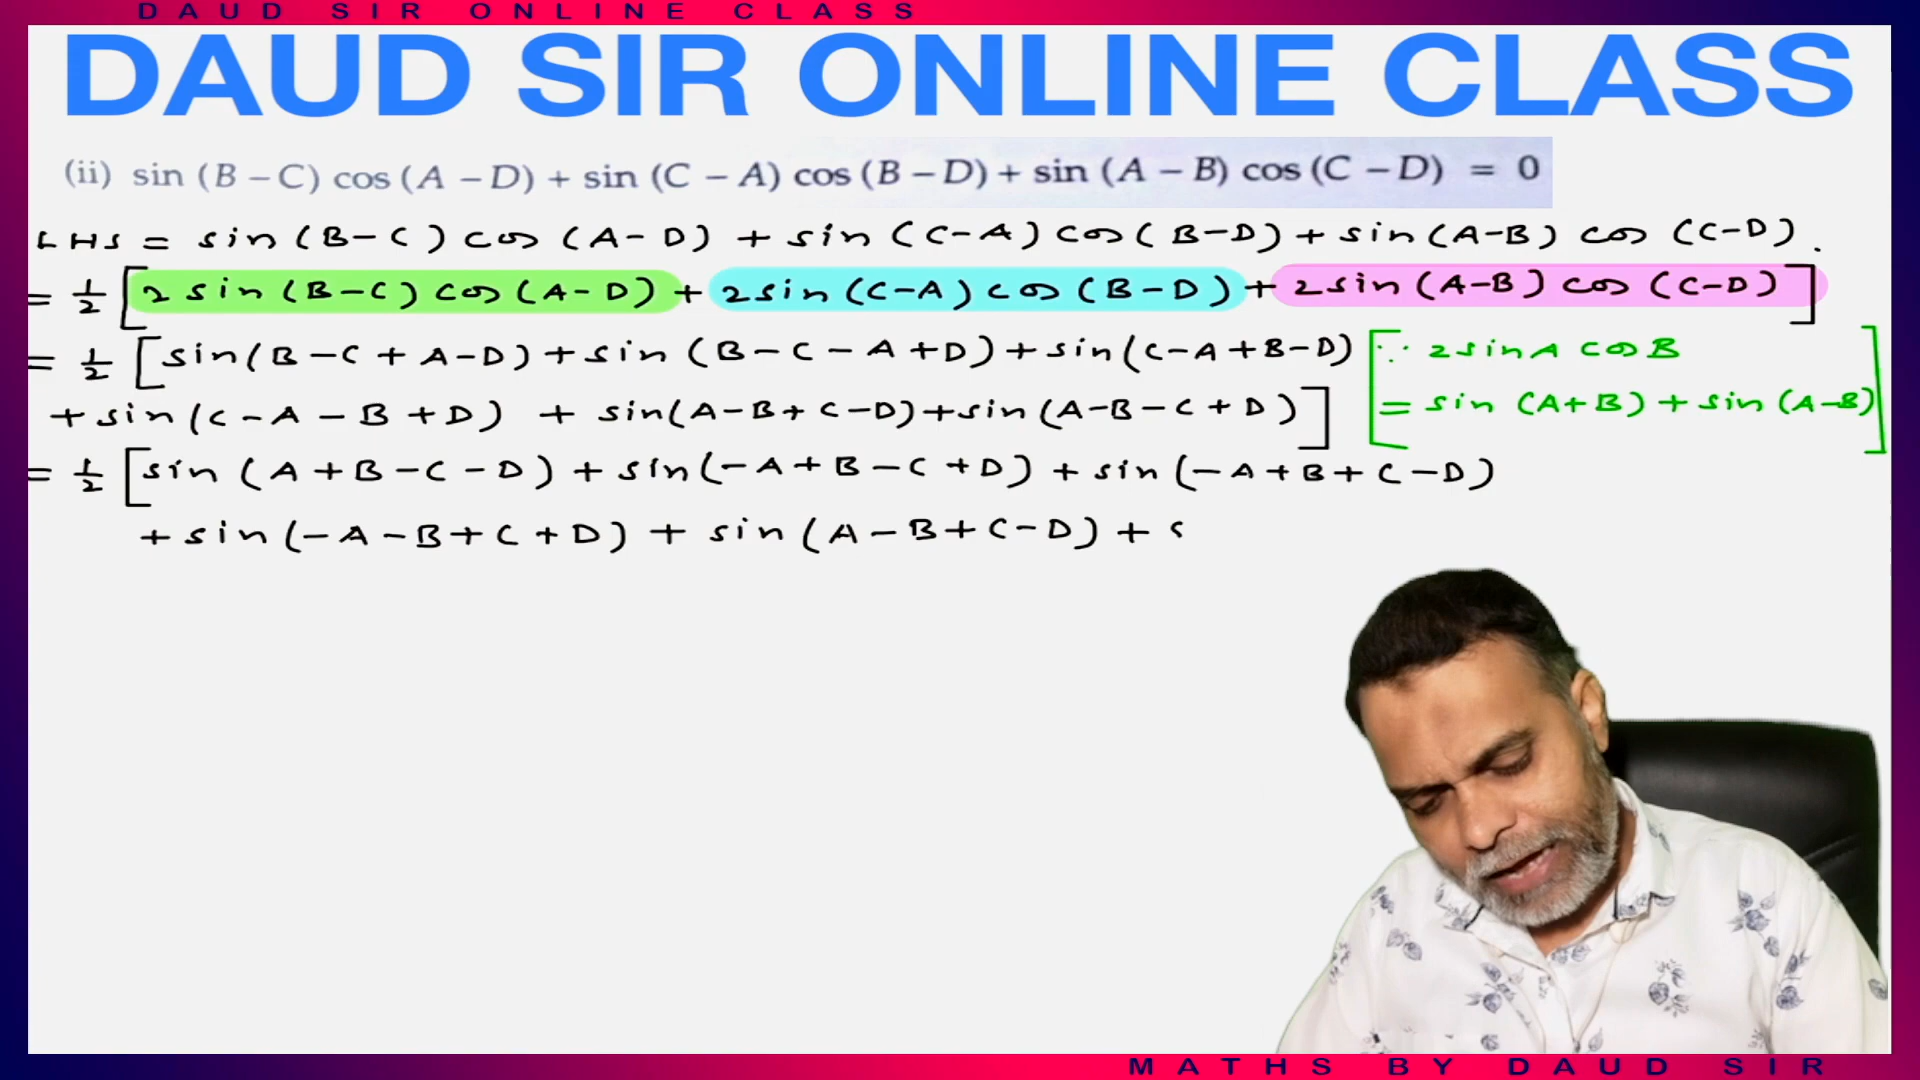 DAUD SIR ONLINE CLASS
DAUD SIR ONLINE CLASS
(ii) sin (B – C) cos (A – D) + sin (C – A) cos (B – D) + sin (A – B) cos (C – D) = 0
LHS = sin (B-C) cos (A-D) + sin (C-A) cos (B-D) + sin (A-B) cos (C-D).
= 1/2 [2 sin (B-C) cos (A-D) + 2 sin (C-A) cos (B-D) + 2 sin (A-B) cos (C-D)]
= 1/2 [sin (B-C+A-D) + sin (B-C-A+D) + sin (C-A+B-D) [∵ 2 sin A cos B
+ sin (C-A-B+D) + sin (A-B+C-D) + sin (A-B-C+D)] = sin (A+B) + sin (A-B)]
= 1/2 [sin (A+B-C-D) + sin (-A+B-C+D) + sin (-A+B+C-D)
+ sin (-A-B+C+D) + sin (A-B+C-D) + s
MATHS BY DAUD SIR